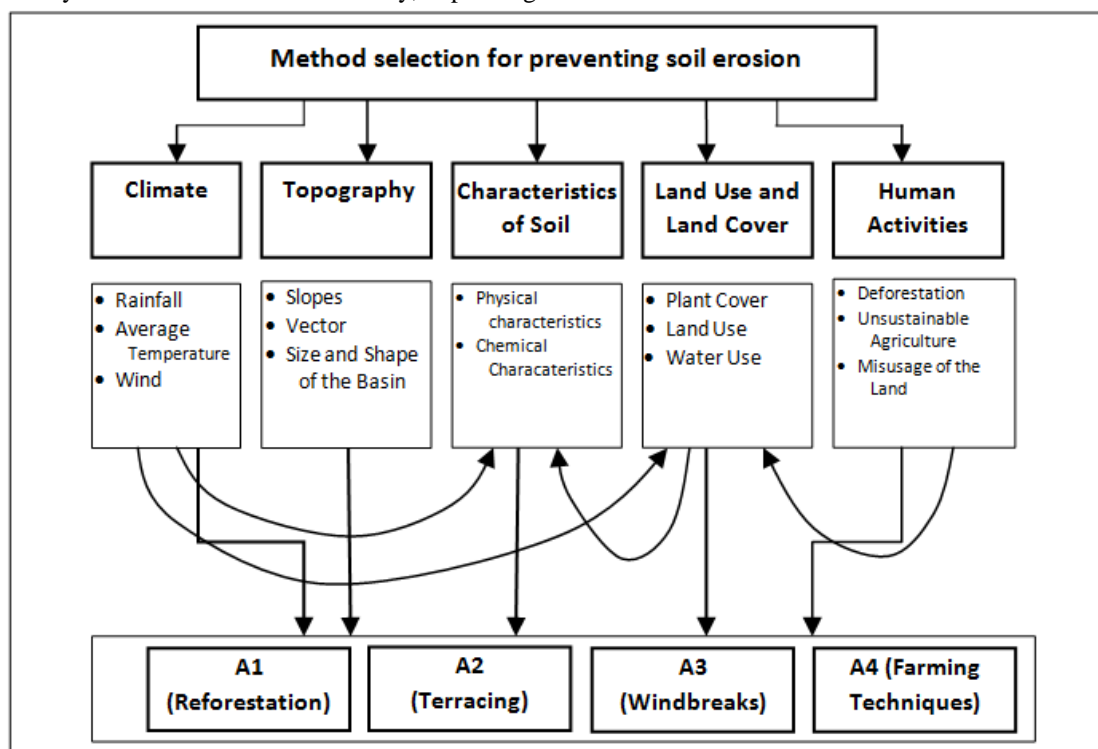 Method selection for preventing soil erosion
Climate
Topography
Characteristics
of Soil
Land Use and
Land Cover
Human
Activities
• Rainfall
• Average
Temperature
• Wind
• Slopes
• Vector
• Size and Shape
of the Basin
• Physical
characteristics
• Chemical
Characateristics
• Plant Cover
• Land Use
• Water Use
• Deforestation
• Unsustainable
Agriculture
• Misusage of the
Land
A1
(Reforestation)
A2
(Terracing)
A3
(Windbreaks)
A4 (Farming
Techniques)